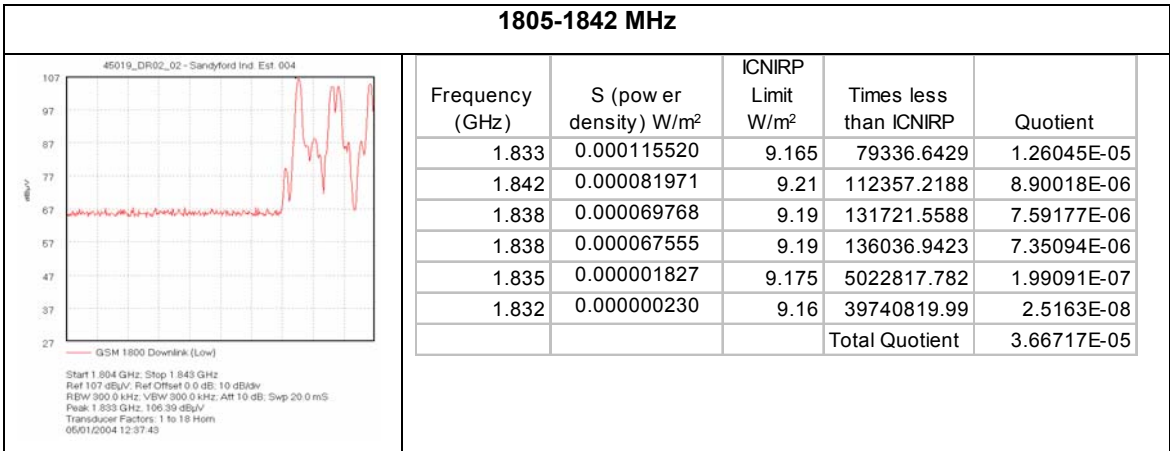 1805-1842 MHz
45019_DR02_02 - Sandyford Ind. Est. 004
107
97
87
77
67
57
47
37
27
dBµV
GSM 1800 Downlink (Low)
Start 1.804 GHz; Stop 1.843 GHz
Ref 107 dBµV; Ref Offset 0.0 dB; 10 dB/div
RBW 300.0 kHz; VBW 300.0 kHz; Att 10 dB; Swp 20.0 mS
Peak 1.833 GHz, 106.39 dBµV
Transducer Factors: 1 to 18 Horn
05/01/2004 12:37:43
Frequency (GHz) S (pow er density) W/m² ICNIRP Limit W/m² Times less than ICNIRP Quotient
1.833 0.000115520 9.165 79336.6429 1.26045E-05
1.842 0.000081971 9.21 112357.2188 8.90018E-06
1.838 0.000069768 9.19 131721.5588 7.59177E-06
1.838 0.000067555 9.19 136036.9423 7.35094E-06
1.835 0.000001827 9.175 5022817.782 1.99091E-07
1.832 0.000000230 9.16 39740819.99 2.5163E-08
Total Quotient 3.66717E-05